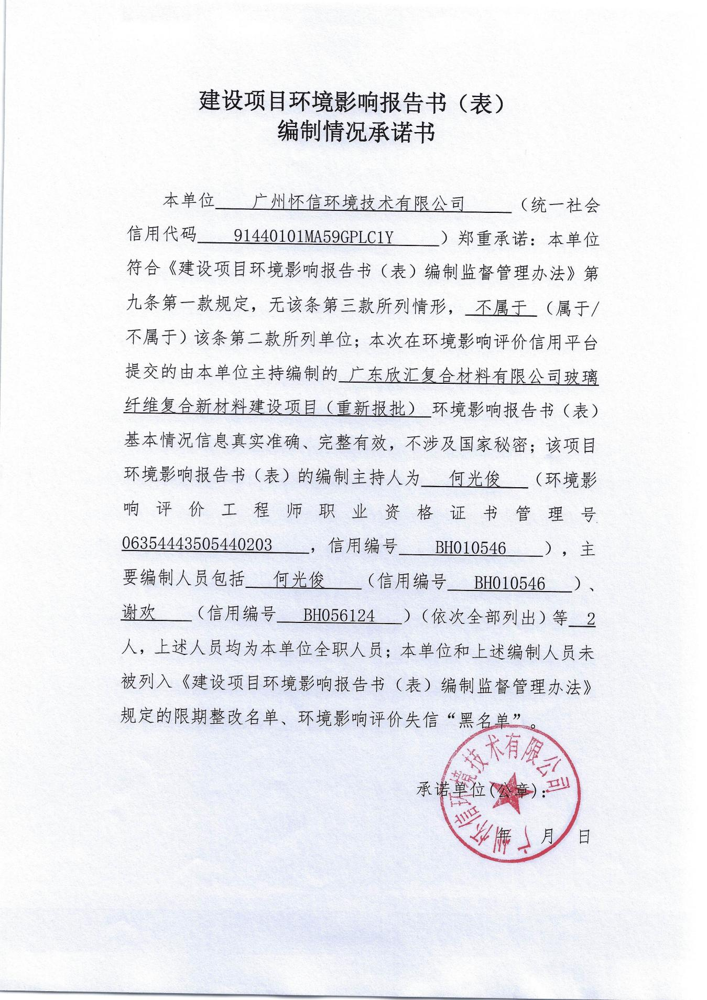 建设项目环境影响报告书（表）
编制情况承诺书
本单位 广州怀信环境技术有限公司 （统一社会
信用代码 91440101MA59GPLC1Y ）郑重承诺：本单位
符合《建设项目环境影响报告书（表）编制监督管理办法》第
九条第一款规定，无该条第三款所列情形， 不属于 （属于/
不属于）该条第二款所列单位；本次在环境影响评价信用平台
提交的由本单位主持编制的 广东欣汇复合材料有限公司玻璃
纤维复合新材料建设项目（重新报批） 环境影响报告书（表）
基本情况信息真实准确、完整有效，不涉及国家秘密；该项目
环境影响报告书（表）的编制主持人为 何光俊 （环境影
响评价工程师职业资格证书管理号
06354443505440203 ，信用编号 BH010546 ），主
要编制人员包括 何光俊 （信用编号 BH010546 ）、
谢欢 （信用编号 BH056124 ）（依次全部列出）等 2
人，上述人员均为本单位全职人员；本单位和上述编制人员未
被列入《建设项目环境影响报告书（表）编制监督管理办法》
规定的限期整改名单、环境影响评价失信“黑名单”。
承诺单位(公章)：
年 月 日
广州怀信环境技术有限公司